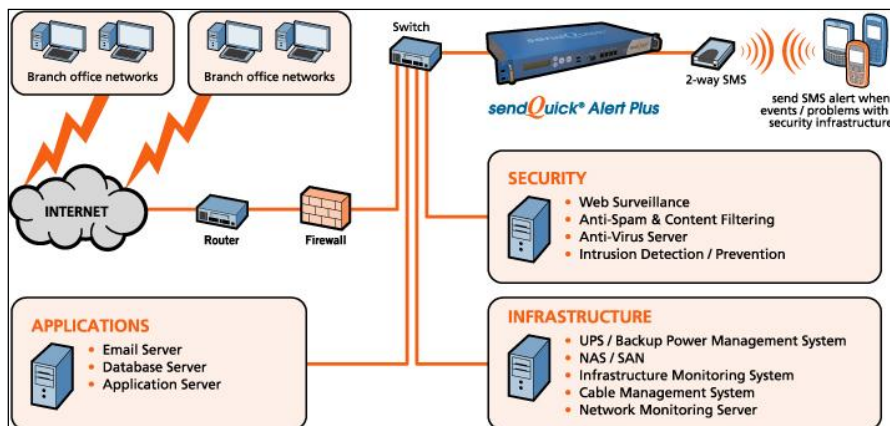 Branch office networks
Branch office networks
Switch
sendQuick
2-way SMS
sendQuick® Alert Plus
send SMS alert when
events / problems with
security infrastructure
INTERNET
Router
Firewall
SECURITY
• Web Surveillance
• Anti-Spam & Content Filtering
• Anti-Virus Server
• Intrusion Detection / Prevention
APPLICATIONS
• Email Server
• Database Server
• Application Server
INFRASTRUCTURE
• UPS / Backup Power Management System
• NAS / SAN
• Infrastructure Monitoring System
• Cable Management System
• Network Monitoring Server